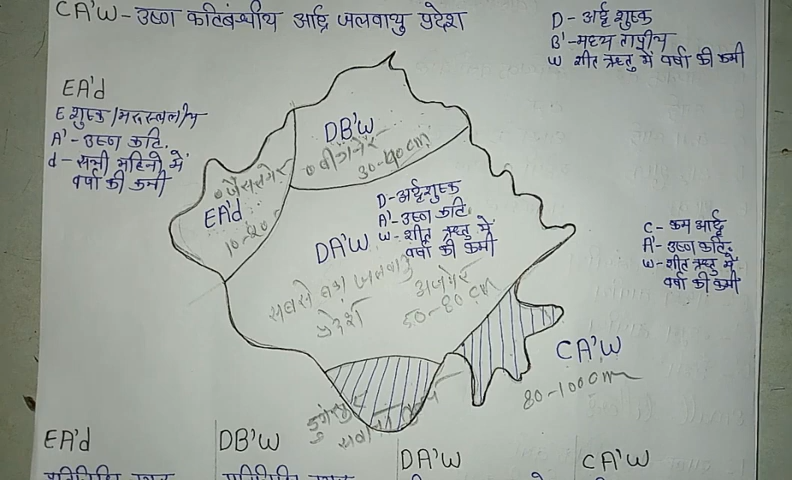 CA'W - उष्ण कटिबंधीय आर्द्र जलवायु प्रदेश
D - अर्द्ध शुष्क
B' - मध्य तापीय
W शीत ऋतु में वर्षा की कमी
EA'd
E शुष्क/मरूस्थलीय
A' - उष्ण कटि.
d - सभी महिनो में
वर्षा की कमी
DB'W
बीकानेर
30-40 cm
जैसलमेर
EA'd
10-20
D - अर्द्धशुष्क
A' - उष्ण कटि.
W - शीत ऋतु में
वर्षा की कमी
DA'W
सबसे बड़ा जलवायु
प्रदेश
अजमेर
50-80 cm
C - कम आर्द्र
A' - उष्ण कटि.
W - शीत ऋतु में
वर्षा की कमी
CA'W
80-100cm
EA'd
DB'W
DA'W
CA'W